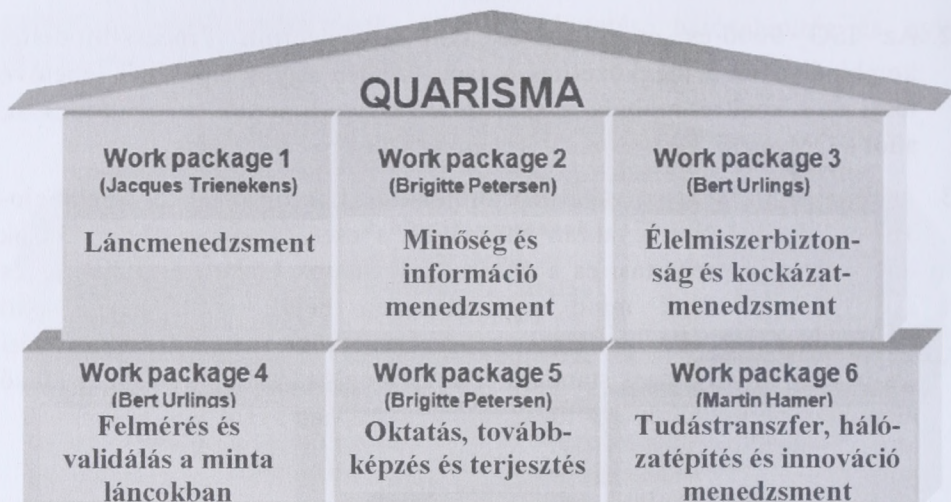 QUARISMA
Work package 1
(Jacques Trienekens)
Láncmenedzsment
Work package 2
(Brigitte Petersen)
Minőség és
információ
menedzsment
Work package 3
(Bert Urlings)
Élelmiszerbizton-
ság és kockázat-
menedzsment
Work package 4
(Bert Urlings)
Felmérés és
validálás a minta
láncokban
Work package 5
(Brigitte Petersen)
Oktatás, tovább-
képzés és terjesztés
Work package 6
(Martin Hamer)
Tudástranszfer, háló-
zatépítés és innováció
menedzsment